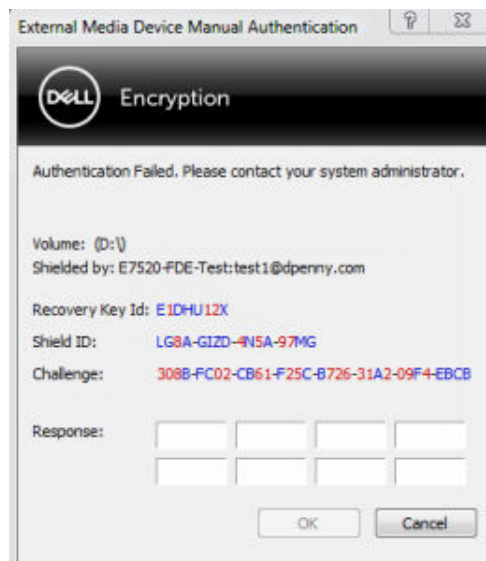 External Media Device Manual Authentication
DELL Encryption
Authentication Failed. Please contact your system administrator.
Volume: (D:\)
Shielded by: E7520-FDE-Test:test1@dpenny.com
Recovery Key Id: E1DHU12X
Shield ID: LG8A-GIZD-4N5A-97MG
Challenge: 308B-FC02-CB61-F25C-B726-31A2-09F4-EBCB
Response:
OK Cancel